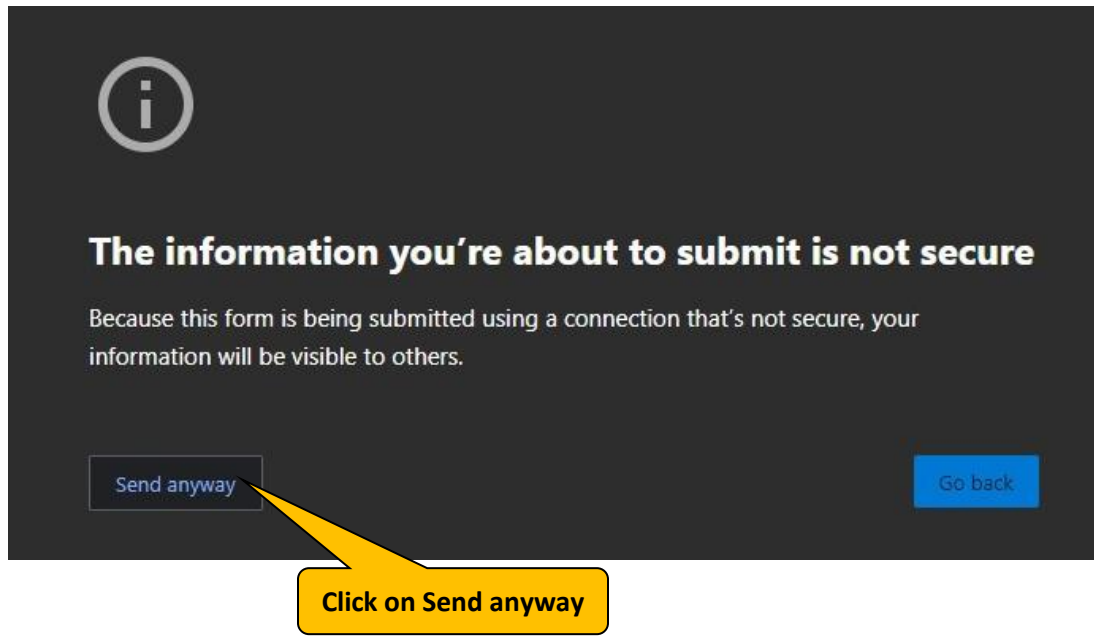 The information you’re about to submit is not secure
Because this form is being submitted using a connection that’s not secure, your
information will be visible to others.
Send anyway
Go back
Click on Send anyway